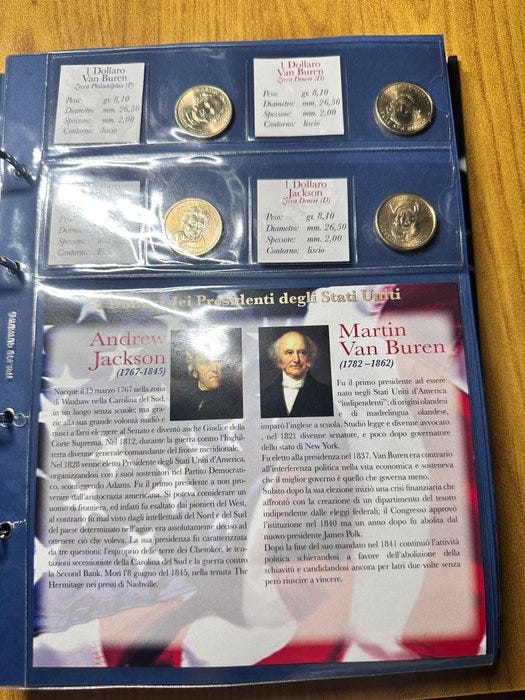 1 Dollaro
Van Buren
Zecca Philadelphia (P)
Peso: gr. 8,10
Diametro: mm. 26,50
Spessore: mm. 2,00
Contorno: liscio
1 Dollaro
Van Buren
Zecca Denver (D)
Peso: gr. 8,10
Diametro: mm. 26,50
Spessore: mm. 2,00
Contorno: liscio
Diametro: mm. 26,50
Spessore: mm. 2,00
Contorno: liscio
1 Dollaro
Jackson
Zecca Denver (D)
Peso: gr. 8,10
Diametro: mm. 26,50
Spessore: mm. 2,00
Contorno: liscio
dei Presidenti degli Stati Uniti
Andrew
Jackson
(1767-1845)
Nacque il 15 marzo 1767 nella zona
di Waxhaw nella Carolina del Sud,
in un luogo senza scuole; ma gra-
zie alla sua grande volontà studiò e
riuscì a farsi eleggere al Senato e diventò anche Giudice della
Corte Suprema. Nel 1812, durante la guerra contro l'Inghil-
terra divenne generale comandante del fronte meridionale.
Nel 1828 venne eletto Presidente degli Stati Uniti d'America,
organizzandosi con i suoi sostenitori nel Partito Democrati-
co, sconfiggendo Adams. Fu il primo presidente a non pro-
venire dall'aristocrazia americana. Si poteva considerare un
uomo di frontiera, ed infatti fu esaltato dai pionieri del West,
al contrario fu mal visto dagli intellettuali del Nord e del Sud
del paese determinato nell'agire era assolutamente deciso ad
ottenere ciò che voleva. La sua presidenza fu caratterizzata
da tre questioni: l'esproprio delle terre dei Cherokee, le ten-
tazioni secessioniste della Carolina del Sud e la guerra contro
la Second Bank. Morì l'8 giugno del 1845, nella tenuta The
Hermitage nei pressi di Nashville.
Martin
Van Buren
(1782 –1862)
Fu il primo presidente ad essere
nato negli Stati Uniti d'America
“indipendenti”; di origini olandesi
e di madrelingua olandese,
imparò l'inglese a scuola. Studiò legge e divenne avvocato
, nel 1821 divenne senatore, e poco dopo governatore
dello stato di New York.
Fu eletto alla presidenza nel 1837. Van Buren era contrario
all'interferenza politica nella vita economica e sosteneva
che il miglior governo è quello che governa meno.
Subito dopo la sua elezione iniziò una crisi finanziaria che
affrontò con la creazione di un dipartimento del tesoro
indipendente dalle eleggi federali; il Congresso approvò
l'istituzione nel 1840 ma un anno dopo fu abolita dal
nuovo presidente James Polk.
Dopo la fine del suo mandato nel 1841 continuò l'attività
politica schierandosi a favore dell'abolizione della
schiavitù e candidandosi ancora per latri due volte senza
però riuscire a vincere.